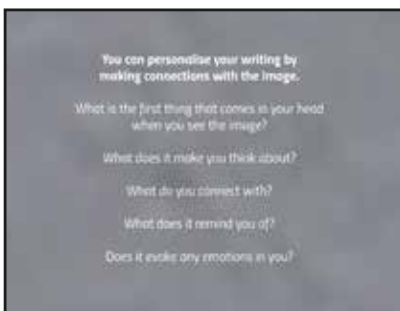 You can personalise your writing by
making connections with the image.
What is the first thing that comes in your head
when you see the image?
What does it make you think about?
What do you connect with?
What does it remind you of?
Does it evoke any emotions in you?